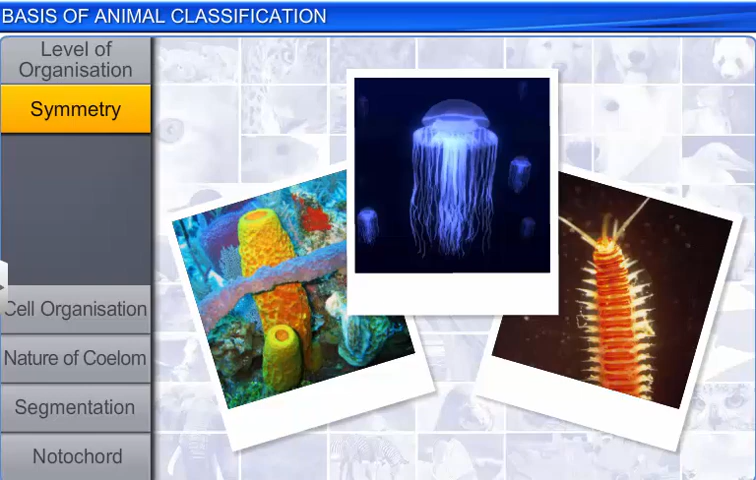 BASIS OF ANIMAL CLASSIFICATION
Level of
Organisation
Symmetry
Cell Organisation
Nature of Coelom
Segmentation
Notochord